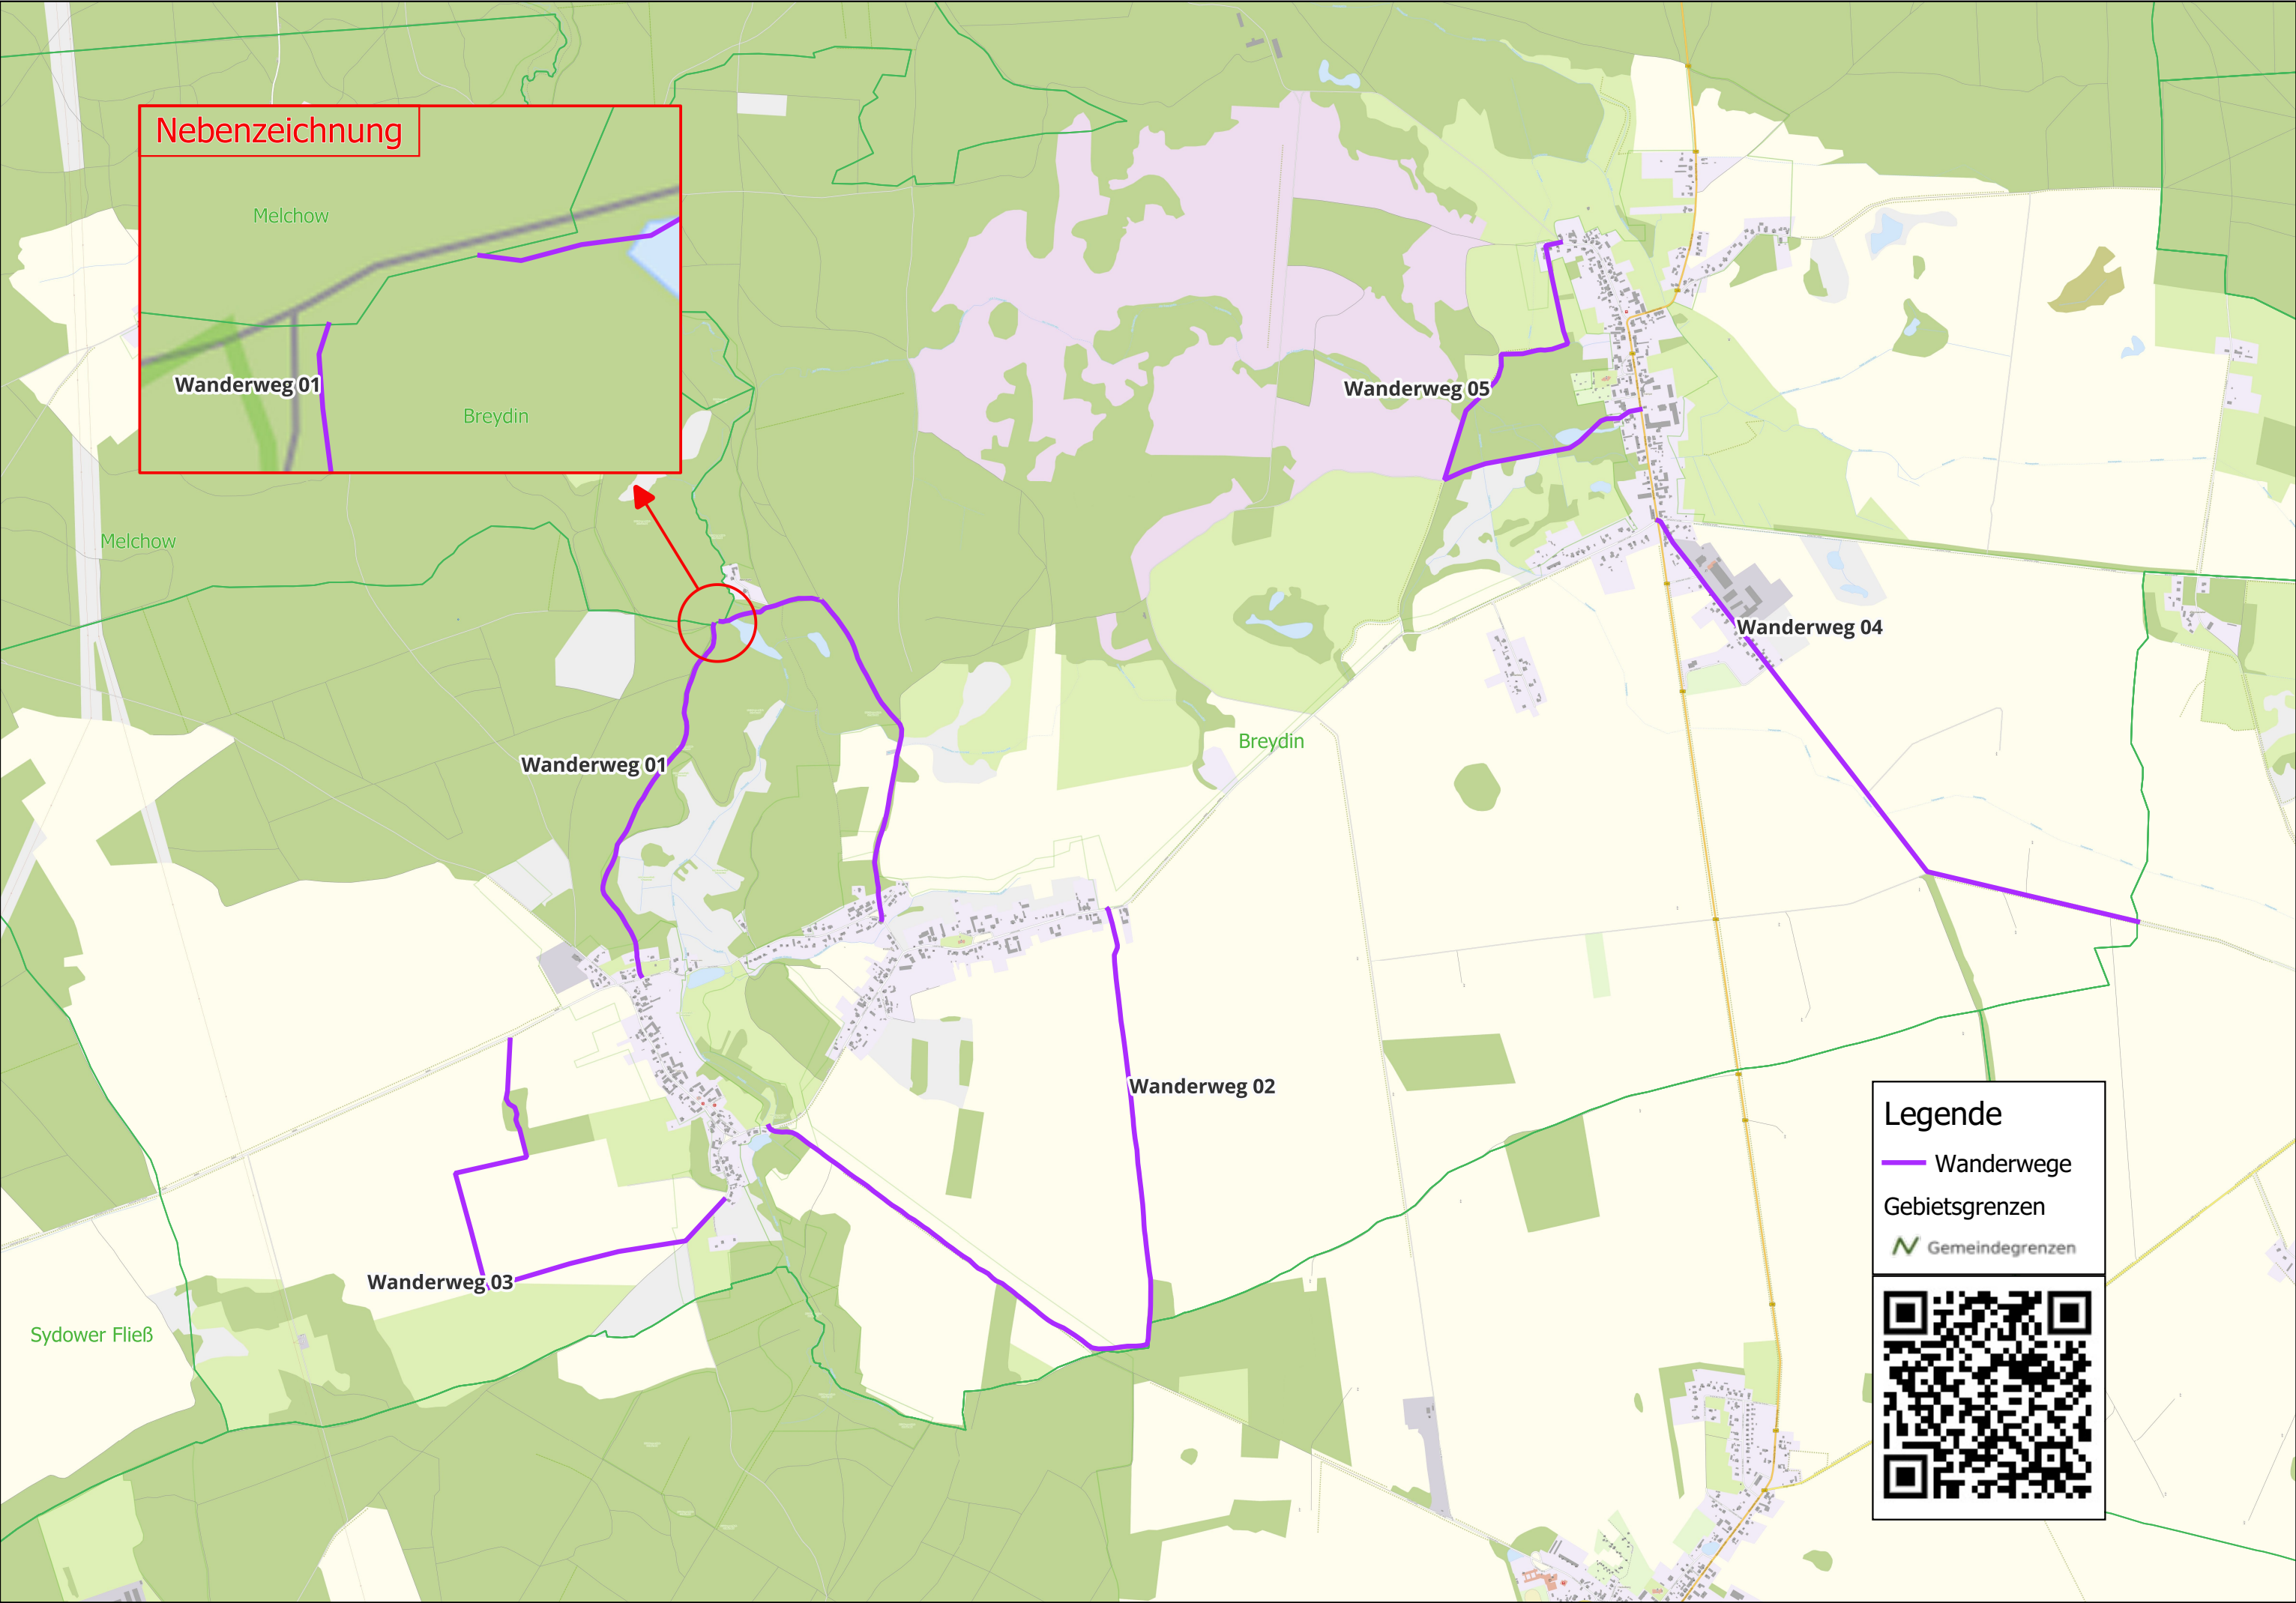 Nebenzeichnung
Melchow
Wanderweg 01
Breydin
Wanderweg 05
Melchow
Wanderweg 04
Breydin
Wanderweg 01
Wanderweg 02
Legende
Wanderwege
Gebietsgrenzen
Gemeindegrenzen
Wanderweg 03
Sydower Fließ